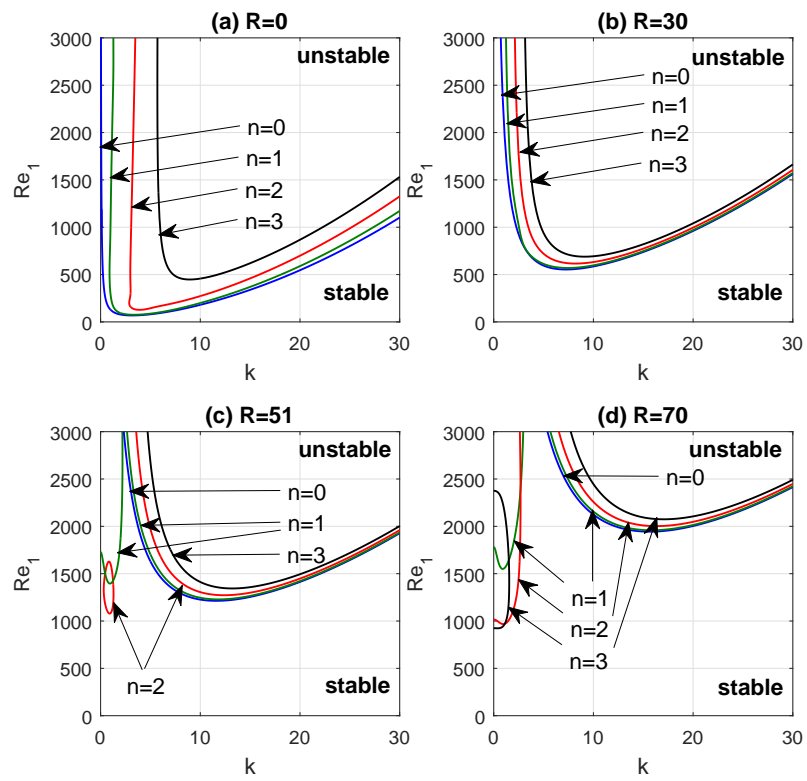 (a) R=0
3000
2500
2000
1500
1000
500
0
Re1
unstable
n=0
n=1
n=2
n=3
stable
0
10
20
30
k
(b) R=30
3000
2500
2000
1500
1000
500
0
Re1
unstable
n=0
n=1
n=2
n=3
stable
0
10
20
30
k
(c) R=51
3000
2500
2000
1500
1000
500
0
Re1
unstable
n=0
n=1
n=3
n=2
stable
0
10
20
30
k
(d) R=70
3000
2500
2000
1500
1000
500
0
Re1
unstable
n=0
n=1
n=2
n=3
stable
0
10
20
30
k